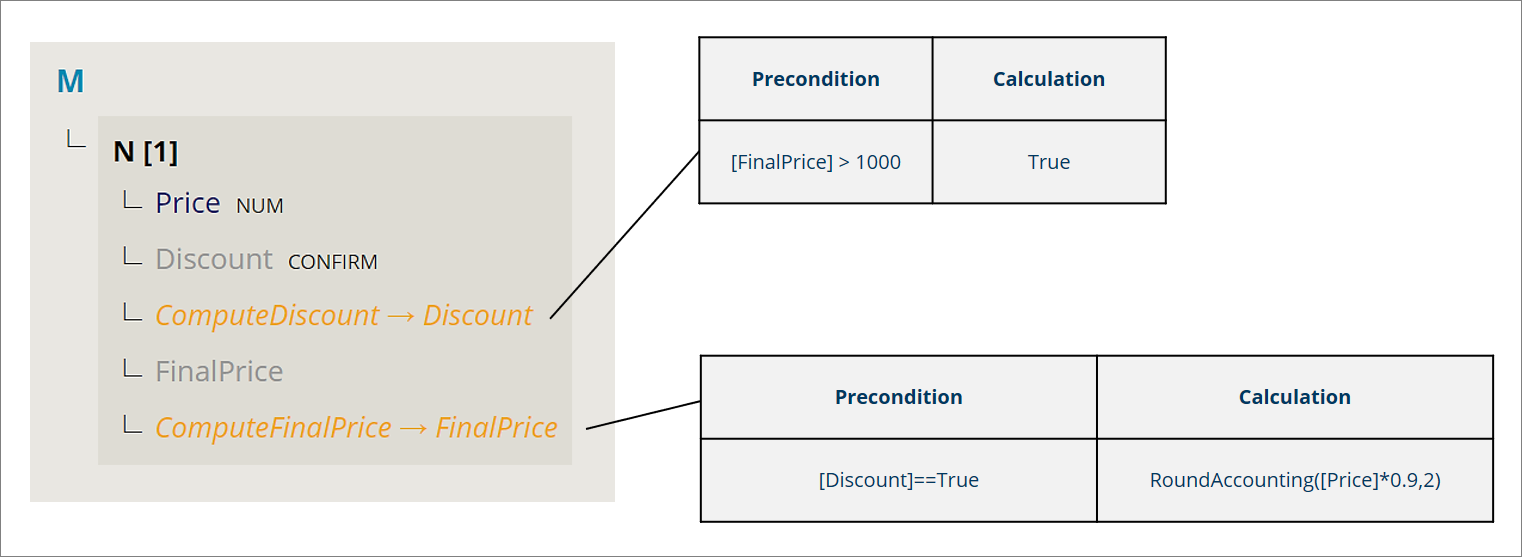 M
N [1]
Price NUM
Discount CONFIRM
ComputeDiscount → Discount
FinalPrice
ComputeFinalPrice → FinalPrice
Precondition Calculation
[FinalPrice] > 1000 True
Precondition Calculation
[Discount]==True RoundAccounting([Price]*0.9,2)